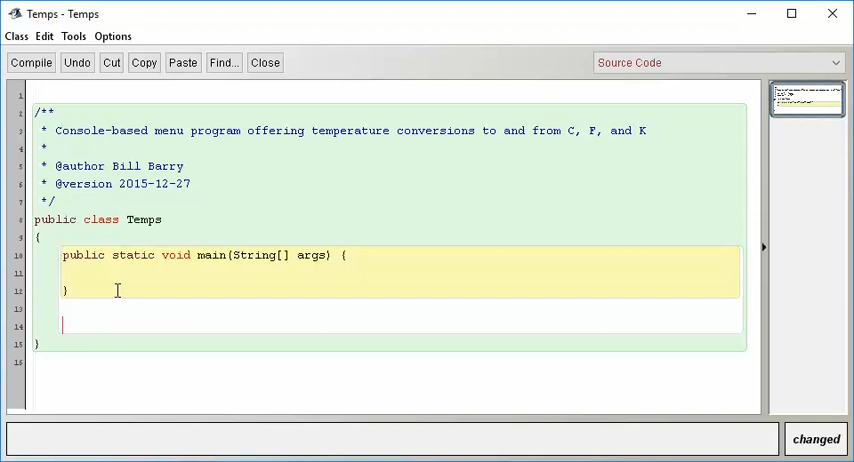 Temps - Temps
Class Edit Tools Options
Compile Undo Cut Copy Paste Find... Close Source Code
1
2 /**
3 * Console-based menu program offering temperature conversions to and from C, F, and K
4 *
5 * @author Bill Barry
6 * @version 2015-12-27
7 */
8 public class Temps
9 {
10 public static void main(String[] args) {
11
12 }
13
14
15 }
16
changed